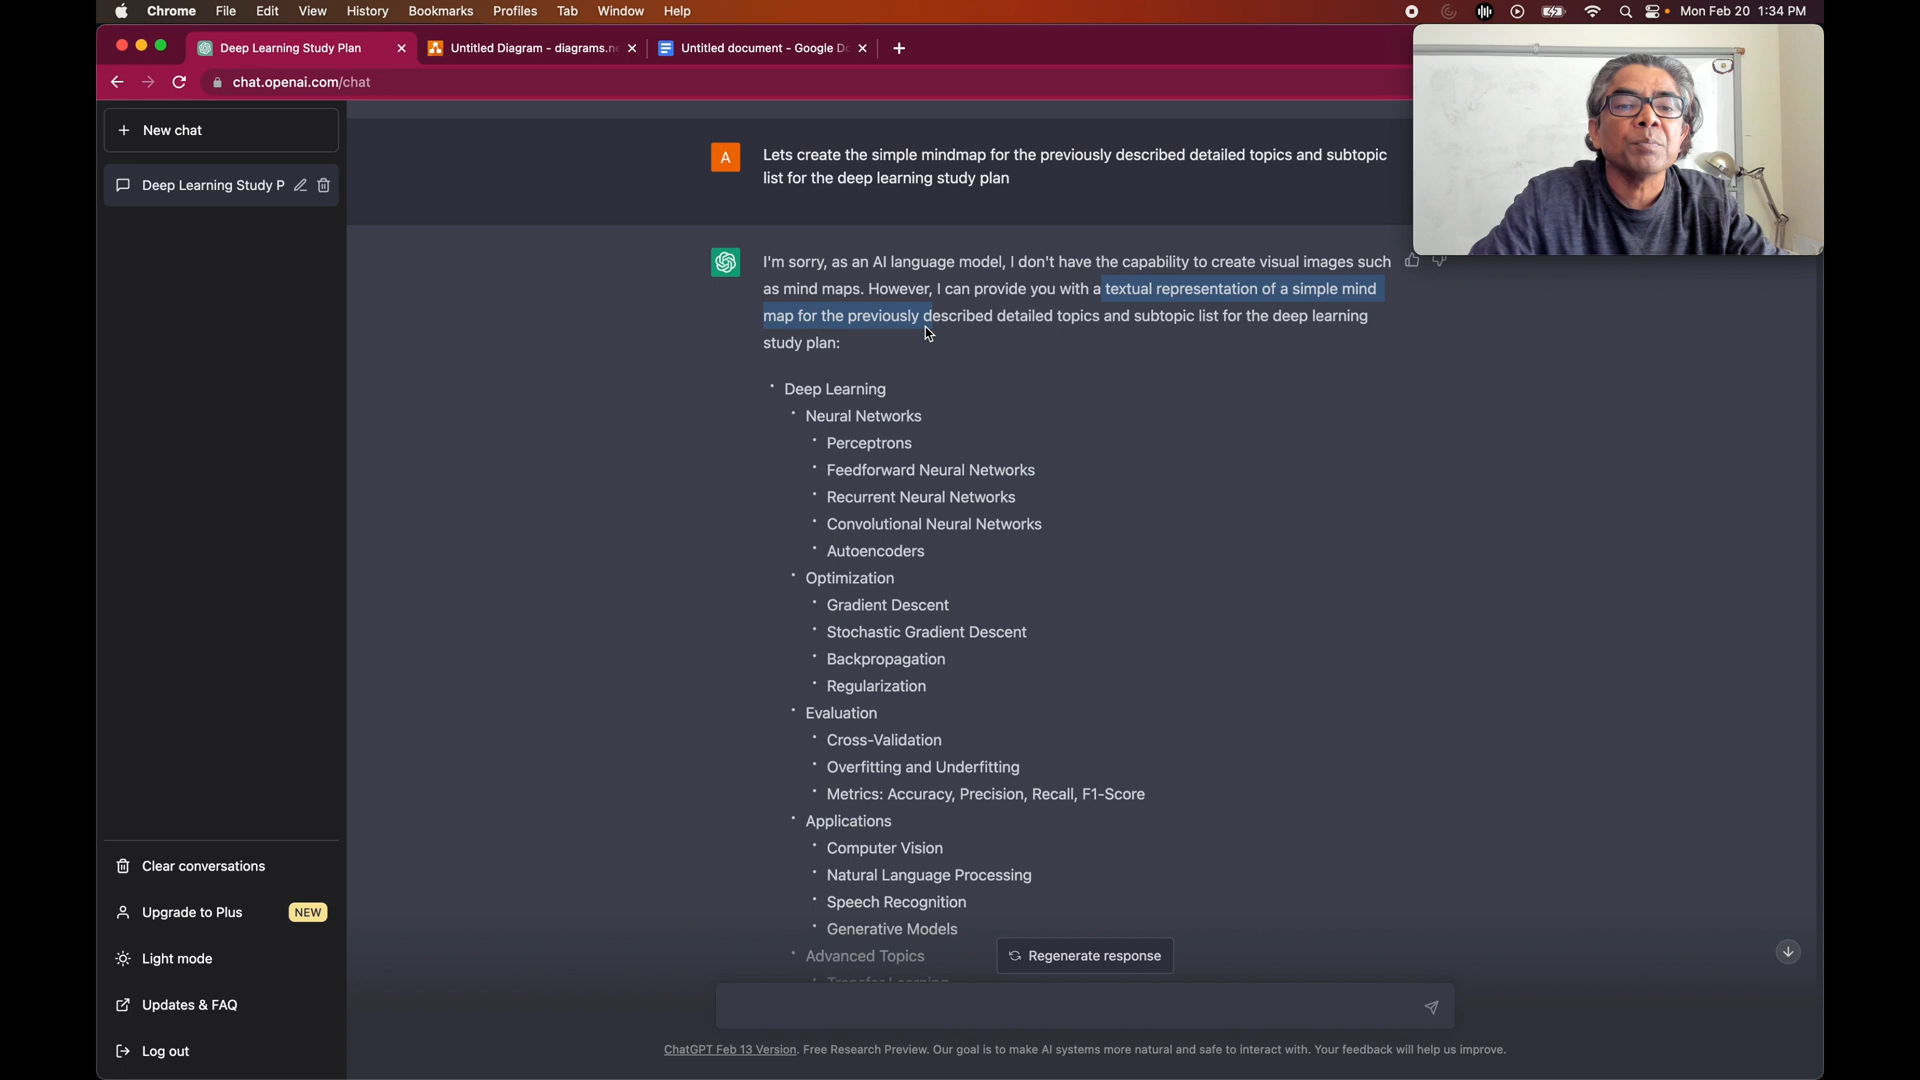 Chrome File Edit View History Bookmarks Profiles Tab Window Help
Mon Feb 20 1:34 PM
Deep Learning Study Plan
Untitled Diagram - diagrams.ne
Untitled document - Google Do
chat.openai.com/chat
New chat
Deep Learning Study P
A
Lets create the simple mindmap for the previously described detailed topics and subtopic
list for the deep learning study plan
I'm sorry, as an AI language model, I don't have the capability to create visual images such
as mind maps. However, I can provide you with a textual representation of a simple mind
map for the previously described detailed topics and subtopic list for the deep learning
study plan:
• Deep Learning
• Neural Networks
• Perceptrons
• Feedforward Neural Networks
• Recurrent Neural Networks
• Convolutional Neural Networks
• Autoencoders
• Optimization
• Gradient Descent
• Stochastic Gradient Descent
• Backpropagation
• Regularization
• Evaluation
• Cross-Validation
• Overfitting and Underfitting
• Metrics: Accuracy, Precision, Recall, F1-Score
• Applications
• Computer Vision
• Natural Language Processing
• Speech Recognition
• Generative Models
• Advanced Topics
Regenerate response
ChatGPT Feb 13 Version. Free Research Preview. Our goal is to make AI systems more natural and safe to interact with. Your feedback will help us improve.
Clear conversations
Upgrade to Plus NEW
Light mode
Updates & FAQ
Log out